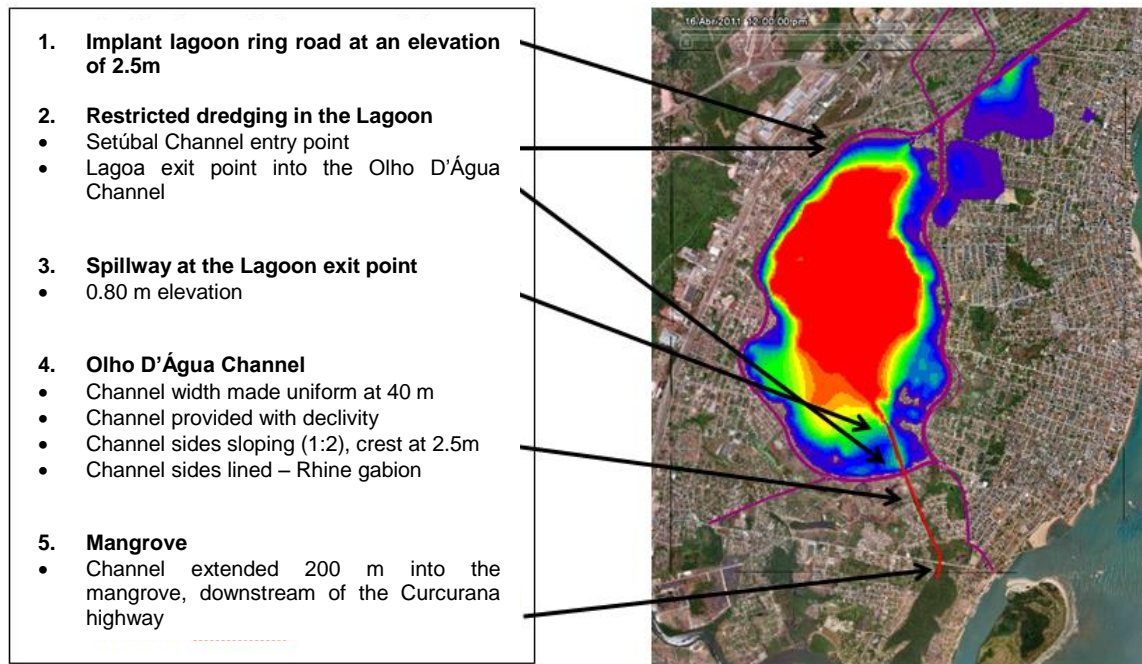 1. Implant lagoon ring road at an elevation
of 2.5m
2. Restricted dredging in the Lagoon
• Setúbal Channel entry point
• Lagoa exit point into the Olho D'Água
Channel
3. Spillway at the Lagoon exit point
• 0.80 m elevation
4. Olho D'Água Channel
• Channel width made uniform at 40 m
• Channel provided with declivity
• Channel sides sloping (1:2), crest at 2.5m
• Channel sides lined – Rhine gabion
5. Mangrove
• Channel extended 200 m into the
mangrove, downstream of the Curcurana
highway
16/Abr/2011, 12:00:00 pm